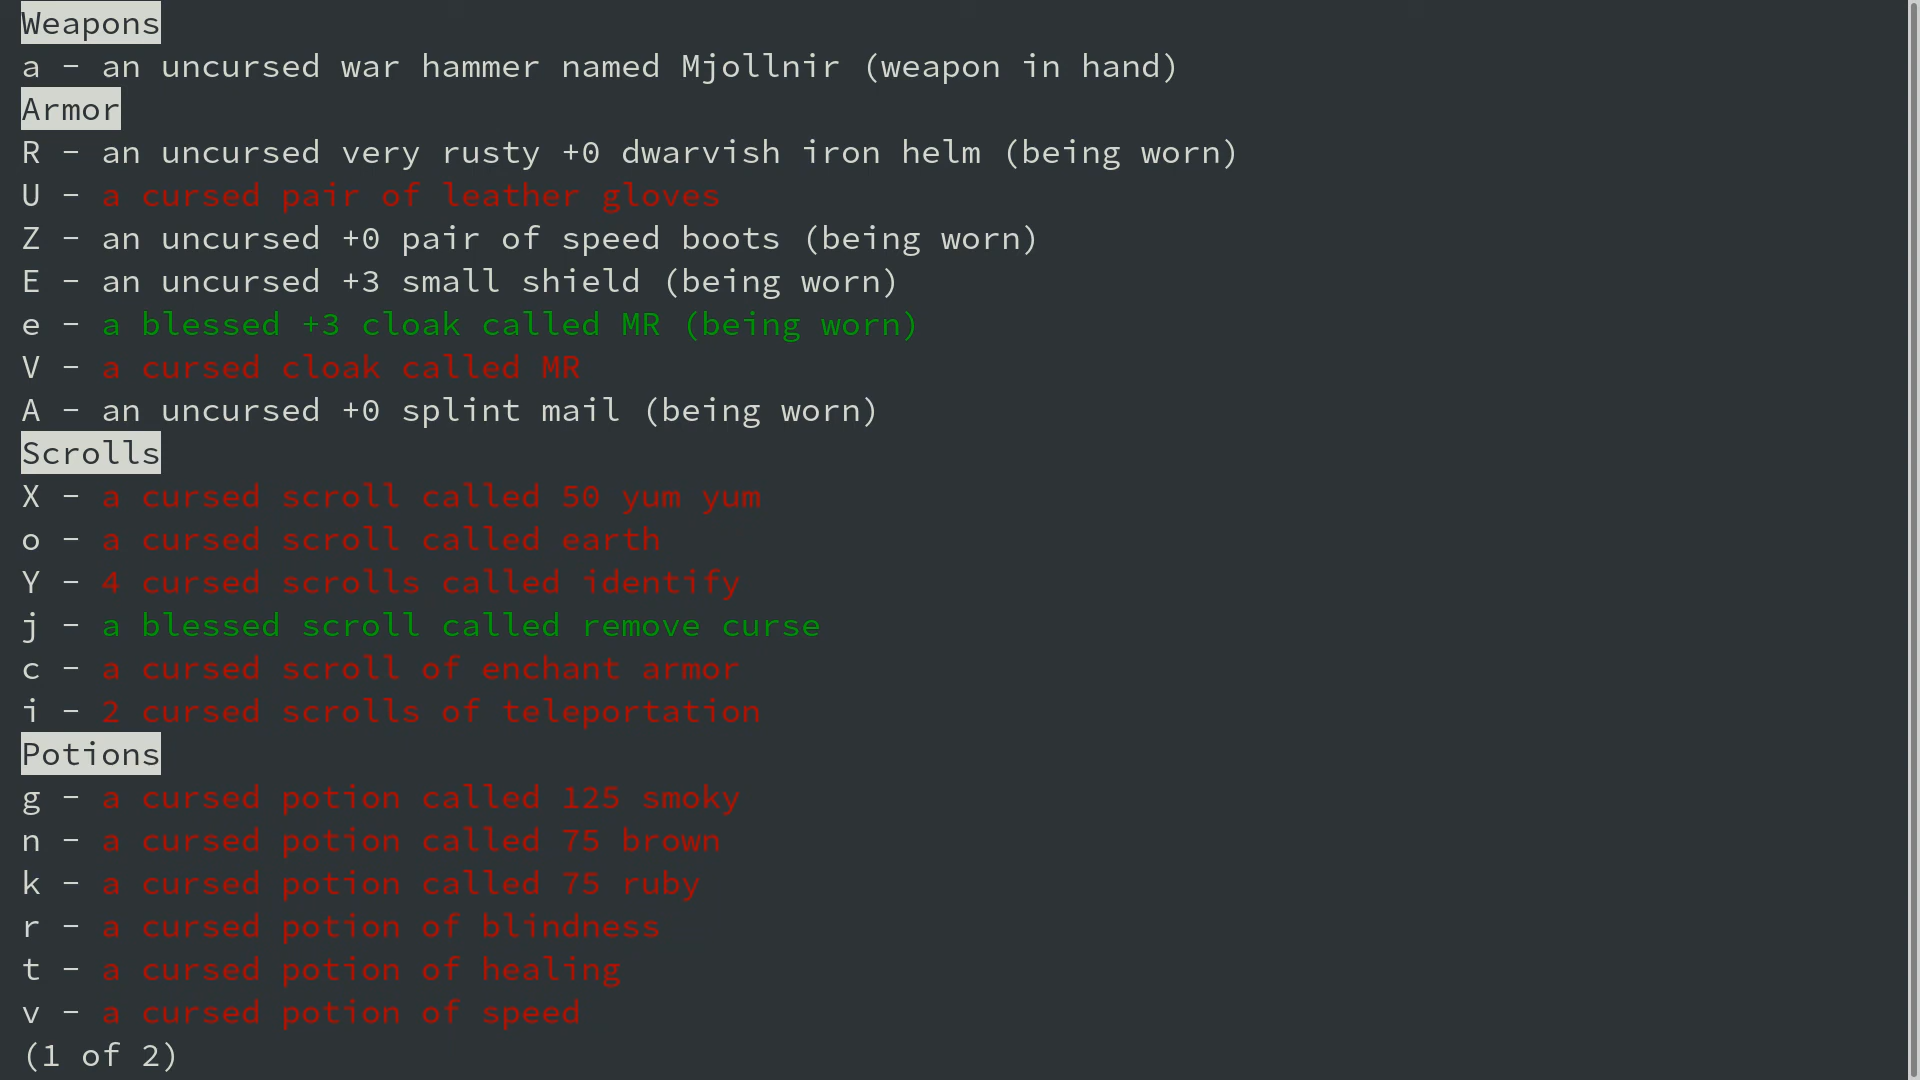 Weapons
a - an uncursed war hammer named Mjollnir (weapon in hand)
Armor
R - an uncursed very rusty +0 dwarvish iron helm (being worn)
U - a cursed pair of leather gloves
Z - an uncursed +0 pair of speed boots (being worn)
E - an uncursed +3 small shield (being worn)
e - a blessed +3 cloak called MR (being worn)
V - a cursed cloak called MR
A - an uncursed +0 splint mail (being worn)
Scrolls
X - a cursed scroll called 50 yum yum
o - a cursed scroll called earth
Y - 4 cursed scrolls called identify
j - a blessed scroll called remove curse
c - a cursed scroll of enchant armor
i - 2 cursed scrolls of teleportation
Potions
g - a cursed potion called 125 smoky
n - a cursed potion called 75 brown
k - a cursed potion called 75 ruby
r - a cursed potion of blindness
t - a cursed potion of healing
v - a cursed potion of speed
(1 of 2)